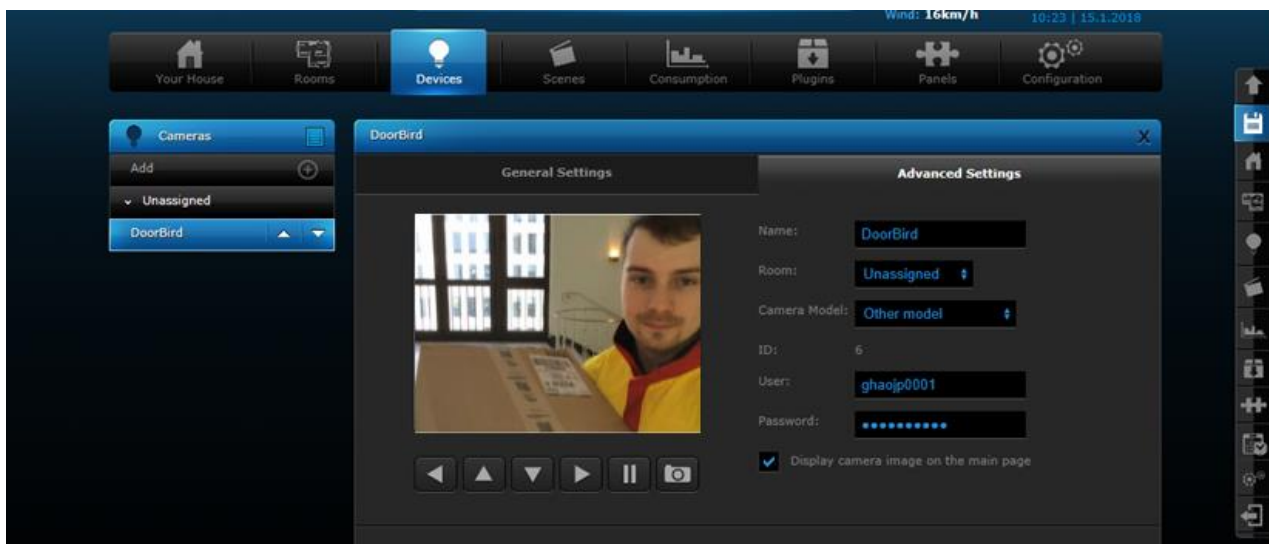 Wind: 16km/h
10:23 | 15.1.2018
Your House
Rooms
Devices
Scenes
Consumption
Plugins
Panels
Configuration
Cameras
Add
Unassigned
DoorBird
DoorBird
X
General Settings
Advanced Settings
Name: DoorBird
Room: Unassigned
Camera Model: Other model
ID: 6
User: ghaojp0001
Password: ••••••••••
Display camera image on the main page